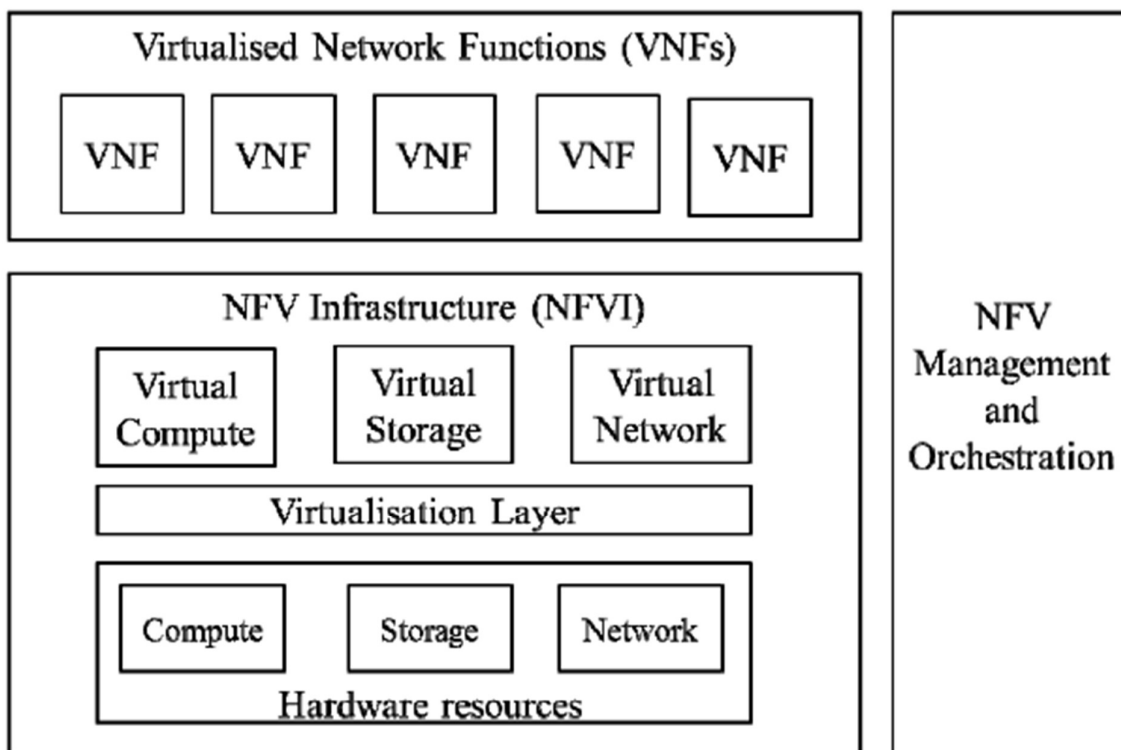 Virtualised Network Functions (VNFs)
VNF
VNF
VNF
VNF
VNF
NFV Infrastructure (NFVI)
Virtual
Compute
Virtual
Storage
Virtual
Network
Virtualisation Layer
Compute
Storage
Network
Hardware resources
NFV
Management
and
Orchestration